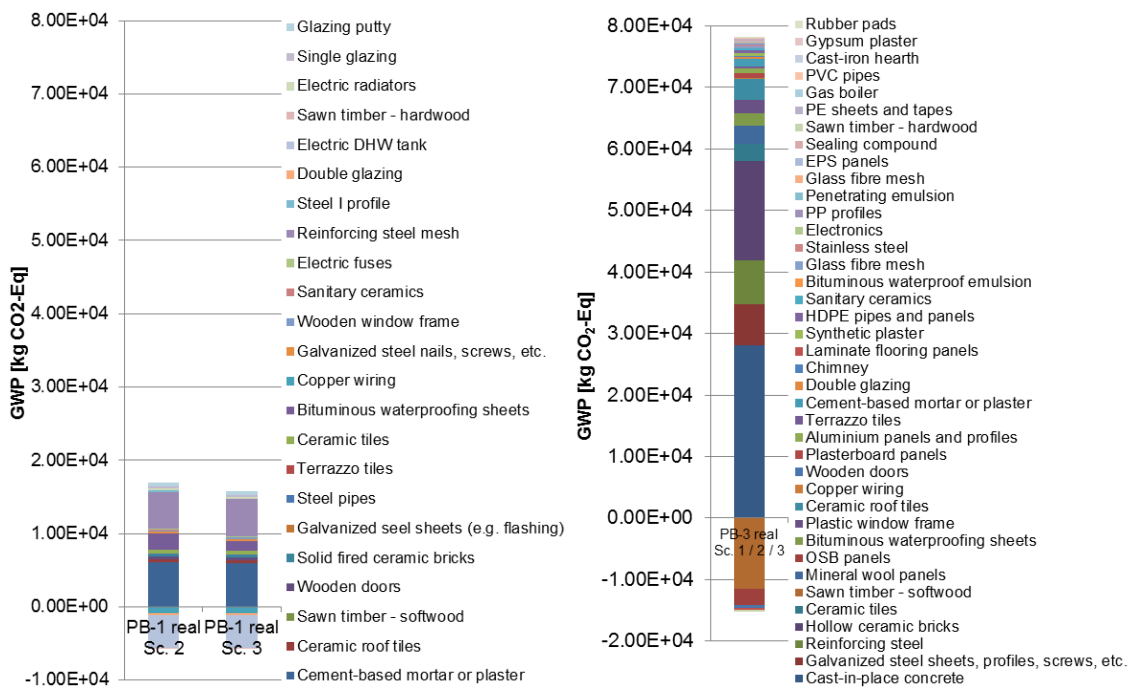 GWP [kg CO2-Eq]
8.00E+04
7.00E+04
6.00E+04
5.00E+04
4.00E+04
3.00E+04
2.00E+04
1.00E+04
0.00E+00
-1.00E+04
PB-1 real
Sc. 2
PB-1 real
Sc. 3
Glazing putty
Single glazing
Electric radiators
Sawn timber - hardwood
Electric DHW tank
Double glazing
Steel I profile
Reinforcing steel mesh
Electric fuses
Sanitary ceramics
Wooden window frame
Galvanized steel nails, screws, etc.
Copper wiring
Bituminous waterproofing sheets
Ceramic tiles
Terrazzo tiles
Steel pipes
Galvanized seel sheets (e.g. flashing)
Solid fired ceramic bricks
Wooden doors
Sawn timber - softwood
Ceramic roof tiles
Cement-based mortar or plaster
GWP [kg CO₂-Eq]
8.00E+04
7.00E+04
6.00E+04
5.00E+04
4.00E+04
3.00E+04
2.00E+04
1.00E+04
0.00E+00
-1.00E+04
-2.00E+04
PB-3 real
Sc. 1 / 2 / 3
Rubber pads
Gypsum plaster
Cast-iron hearth
PVC pipes
Gas boiler
PE sheets and tapes
Sawn timber - hardwood
Sealing compound
EPS panels
Glass fibre mesh
Penetrating emulsion
PP profiles
Electronics
Stainless steel
Glass fibre mesh
Bituminous waterproof emulsion
Sanitary ceramics
HDPE pipes and panels
Synthetic plaster
Laminate flooring panels
Chimney
Double glazing
Cement-based mortar or plaster
Terrazzo tiles
Aluminium panels and profiles
Plasterboard panels
Wooden doors
Copper wiring
Ceramic roof tiles
Plastic window frame
Bituminous waterproofing sheets
OSB panels
Mineral wool panels
Sawn timber - softwood
Ceramic tiles
Hollow ceramic bricks
Reinforcing steel
Galvanized steel sheets, profiles, screws, etc.
Cast-in-place concrete